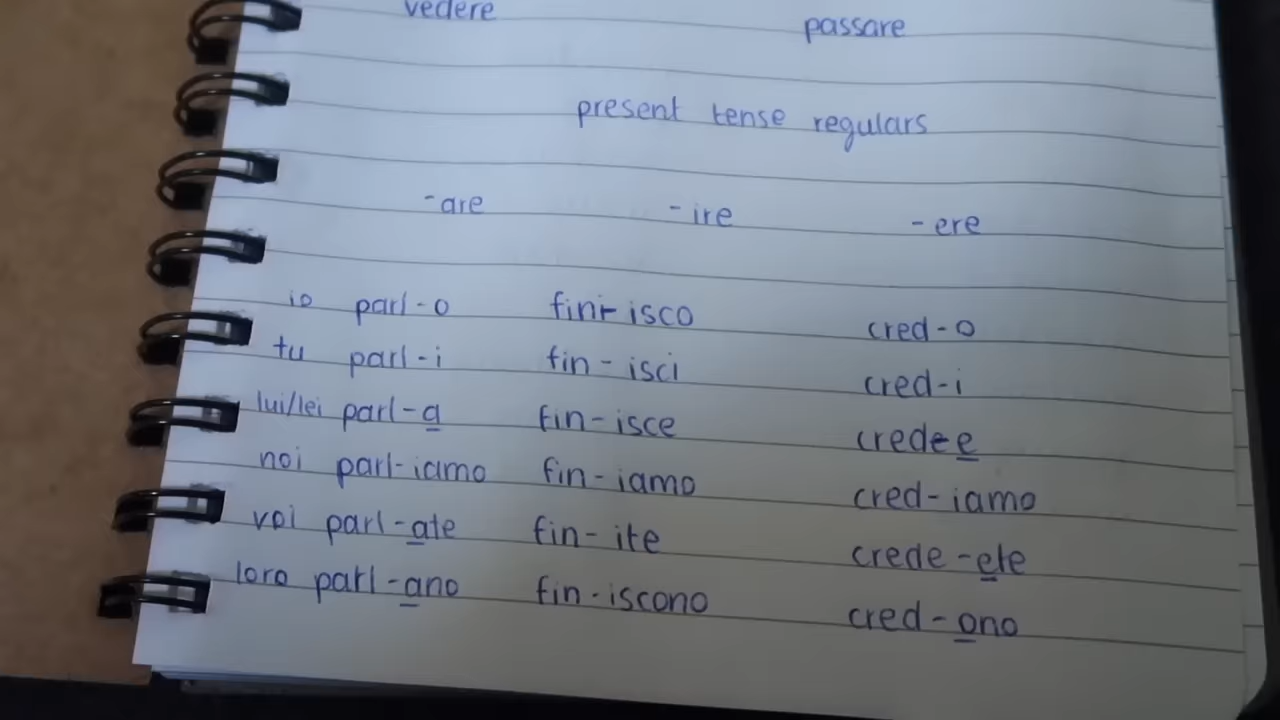 vedere passare
present tense regulars
-are -ire -ere
io parl-o fin-isco cred-o
tu parl-i fin-isci cred-i
lui/lei parl-a fin-isce crede-e
noi parl-iamo fin-iamo cred-iamo
voi parl-ate fin-ite crede-ete
loro parl-ano fin-iscono cred-ono